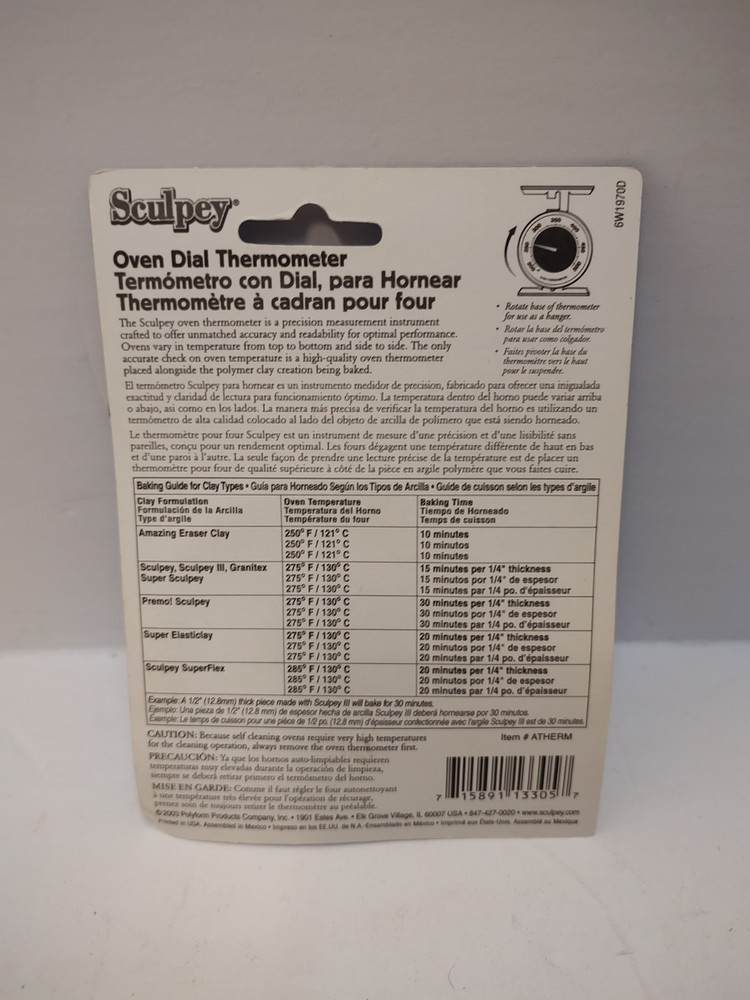 Sculpey®
6W1970D
Oven Dial Thermometer
Termómetro con Dial, para Hornear
Thermomètre à cadran pour four
• Rotate base of thermometer
for use as a hanger.
• Rotar la base del termómetro
para usar como colgador.
• Faites pivoter la base du
thermomètre vers le haut
pour le suspendre.
The Sculpey oven thermometer is a precision measurement instrument
crafted to offer unmatched accuracy and readability for optimal performance.
Ovens vary in temperature from top to bottom and side to side. The only
accurate check on oven temperature is a high-quality oven thermometer
placed alongside the polymer clay creation being baked.
El termómetro Sculpey para hornear es un instrumento medidor de precision, fabricado para ofrecer una inigualada
exactitud y claridad de lectura para funcionamiento óptimo. La temperatura dentro del horno puede variar arriba
o abajo, asi como en los lados. La manera más precisa de verificar la temperatura del horno es utilizando un
termómetro de alta calidad colocado al lado del objeto de arcilla de polímero que está siendo horneado.
Le thermomètre pour four Sculpey est un instrument de mesure d'une précision et d'une lisibilité sans
pareilles, conçu pour un rendement optimal. Les fours dégagent une température différente de haut en bas
et d'une paroi à l'autre. La seule façon de prendre une lecture précise de la température est de placer un
thermomètre pour four de qualité supérieure à côté de la pièce en argile polymère que vous faites cuire.
Baking Guide for Clay Types • Guía para Horneado Según los Tipos de Arcilla • Guide de cuisson selon les types d'argile
Clay Formulation Oven Temperature Baking Time
Formulación de la Arcilla Temperatura del Horno Tiempo de Horneado
Type d'argile Température du four Temps de cuisson
Amazing Eraser Clay 250° F / 121° C 10 minutes
250° F / 121° C 10 minutos
250° F / 121° C 10 minutes
Sculpey, Sculpey III, Granitex 275° F / 130° C 15 minutes per 1/4" thickness
Super Sculpey 275° F / 130° C 15 minutos por 1/4" de espesor
275° F / 130° C 15 minutes par 1/4 po. d'épaisseur
Premo! Sculpey 275° F / 130° C 30 minutes per 1/4" thickness
275° F / 130° C 30 minutos por 1/4" de espesor
275° F / 130° C 30 minutes par 1/4 po. d'épaisseur
Super Elasticlay 275° F / 130° C 20 minutes per 1/4" thickness
275° F / 130° C 20 minutos por 1/4" de espesor
275° F / 130° C 20 minutes par 1/4 po. d'épaisseur
Sculpey SuperFlex 285° F / 130° C 20 minutes per 1/4" thickness
285° F / 130° C 20 minutos por 1/4" de espesor
285° F / 130° C 20 minutes par 1/4 po. d'épaisseur
Example: A 1/2" (12.8mm) thick piece made with Sculpey III will bake for 30 minutes.
Ejemplo: Una pieza de 1/2" (12.8 mm) de espesor hecha de arcilla Sculpey III deberá hornearse por 30 minutos.
Example: Le temps de cuisson pour une pièce de 1/2 po. (12,8 mm) d'épaisseur confectionnée avec l'argile Sculpey III est de 30 minutes.
CAUTION: Because self cleaning ovens require very high temperatures
for the cleaning operation, always remove the oven thermometer first.
Item # ATHERM
PRECAUCIÓN: Ya que los hornos auto-limpiables requieren
temperaturas muy elevadas durante la operación de limpieza,
siempre se deberá retirar primero el termómetro del horno.
MISE EN GARDE: Comme il faut régler le four autonettoyant
à une température très élevée pour l'opération de récurage,
prenez soin de toujours retirer le thermomètre au préalable.
7 15891 13305 7
© 2003 Polyform Products Company, Inc. • 1901 Estes Ave. • Elk Grove Village, IL 60007 USA • 847-427-0020 • www.sculpey.com
Printed in USA. Assembled in Mexico • Impreso en los EE.UU. de N.A. Ensamblado en México • Imprimé aux États-Unis. Assemblé au Mexique